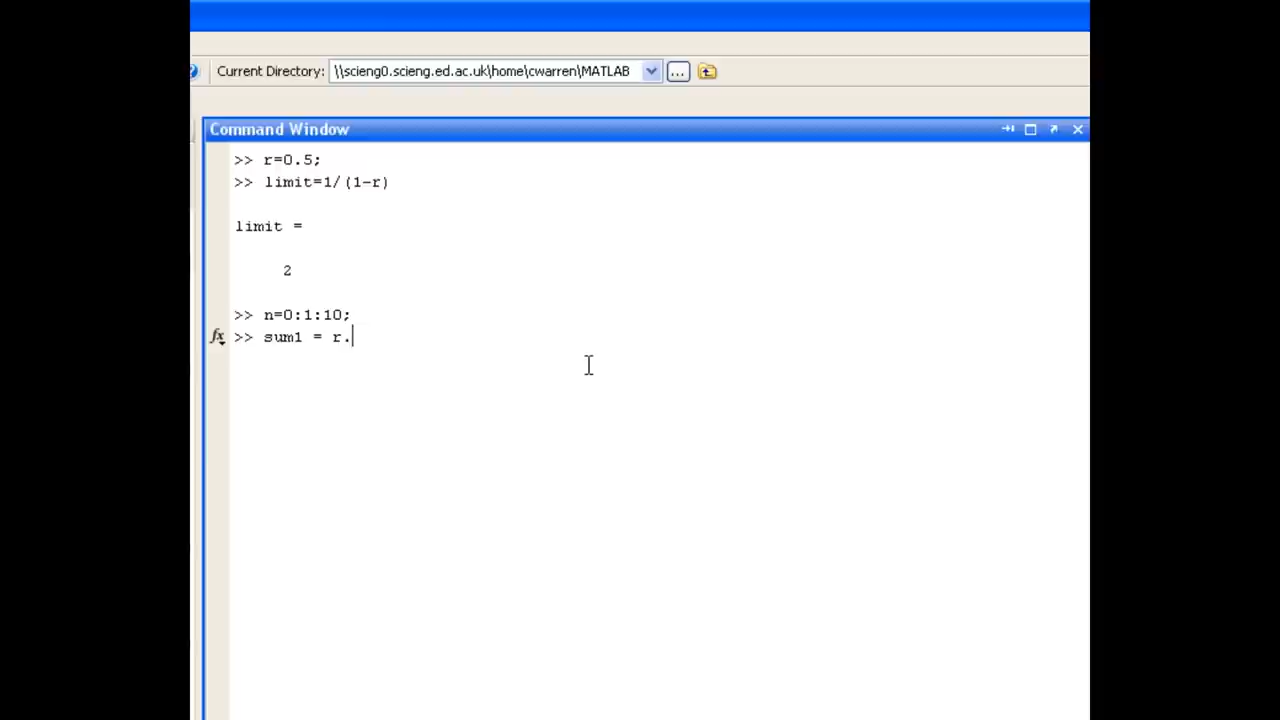 Current Directory: \\scieng0.scieng.ed.ac.uk\home\cwarren\MATLAB ...
Command Window
>> r=0.5;
>> limit=1/(1-r)
limit =
2
>> n=0:1:10;
fx >> sum1 = r.